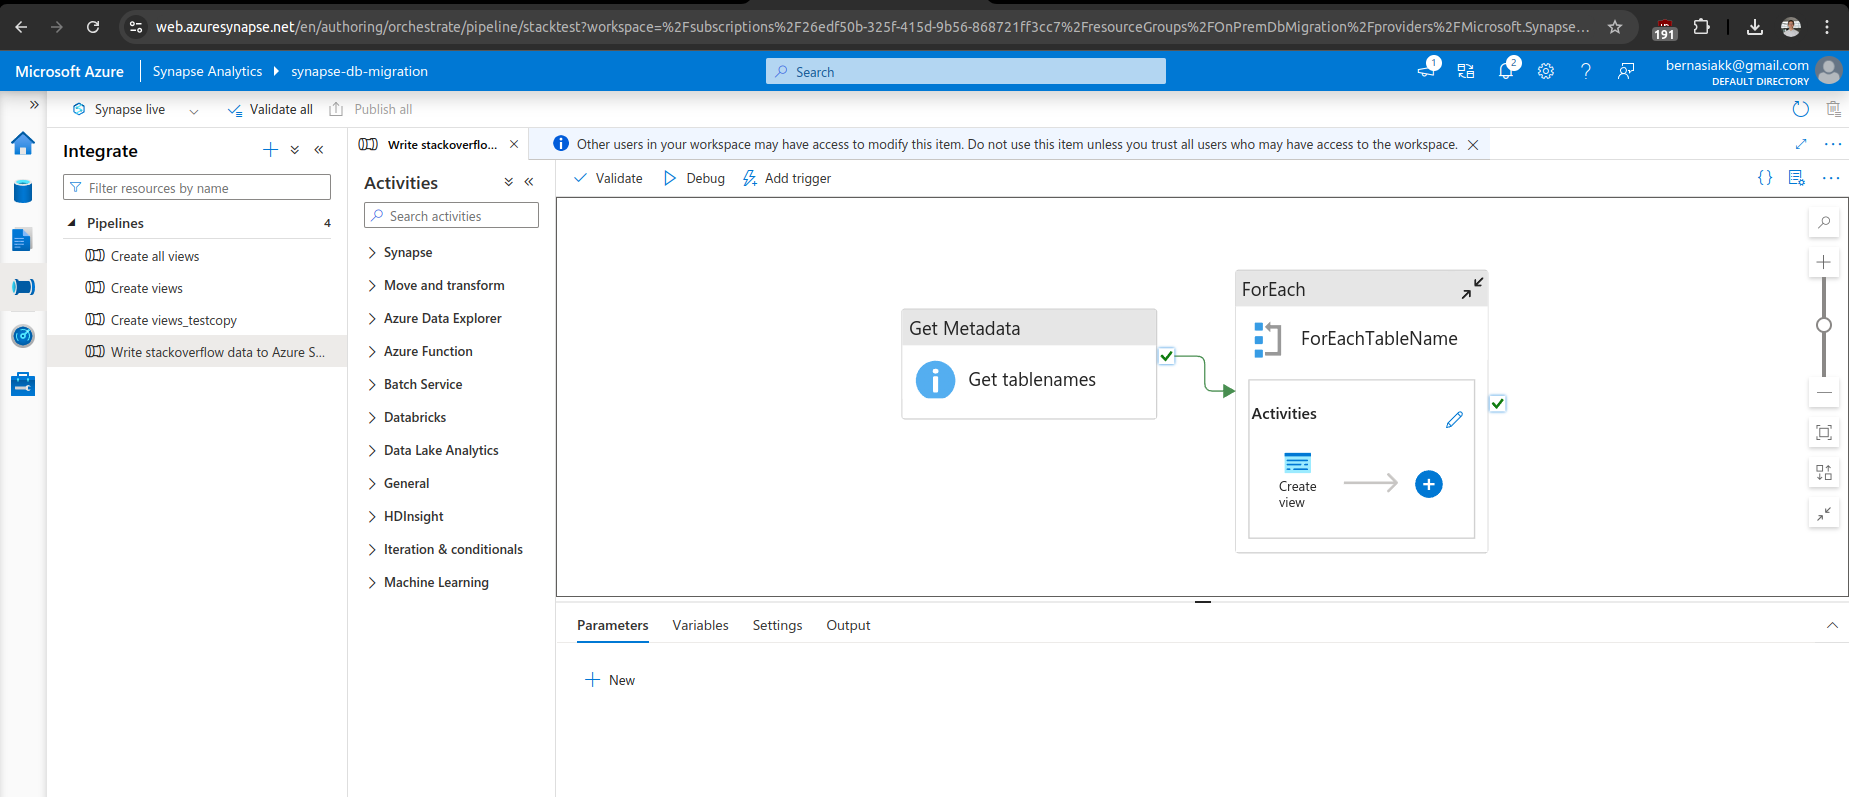 web.azuresynapse.net/en/authoring/orchestrate/pipeline/stacktest?workspace=%2Fsubscriptions%2F26edf50b-325f-415d-9b56-868721ff3cc7%2FresourceGroups%2FOnPremDbMigration%2Fproviders%2FMicrosoft.Synapse...
191
Microsoft Azure
Synapse Analytics
synapse-db-migration
Search
1
2
bernasiakk@gmail.com
DEFAULT DIRECTORY
Synapse live
Validate all
Publish all
Integrate
Filter resources by name
Pipelines
4
Create all views
Create views
Create views_testcopy
Write stackoverflow data to Azure S...
Write stackoverflo...
Other users in your workspace may have access to modify this item. Do not use this item unless you trust all users who may have access to the workspace.
Activities
Search activities
Synapse
Move and transform
Azure Data Explorer
Azure Function
Batch Service
Databricks
Data Lake Analytics
General
HDInsight
Iteration & conditionals
Machine Learning
Validate
Debug
Add trigger
Get Metadata
Get tablenames
ForEach
ForEachTableName
Activities
Create
view
Parameters
Variables
Settings
Output
New